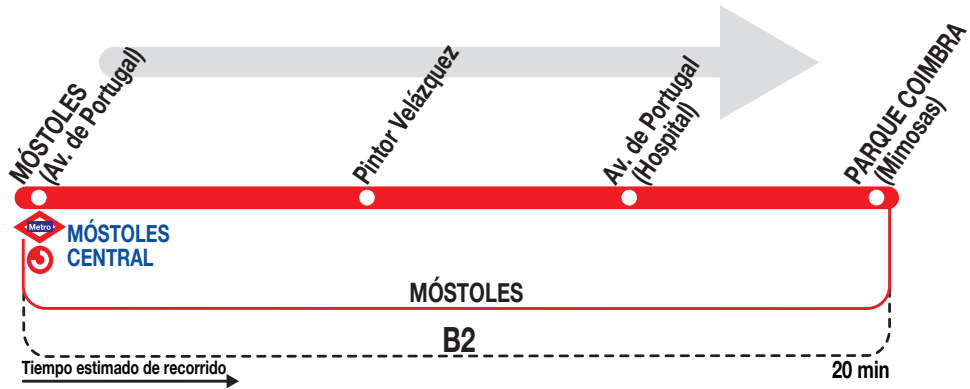 MÓSTOLES
(Av. de Portugal)
Pintor Velázquez
Av. de Portugal
(Hospital)
PARQUE COIMBRA
(Mimosas)
Metro
MÓSTOLES
CENTRAL
MÓSTOLES
B2
Tiempo estimado de recorrido
20 min